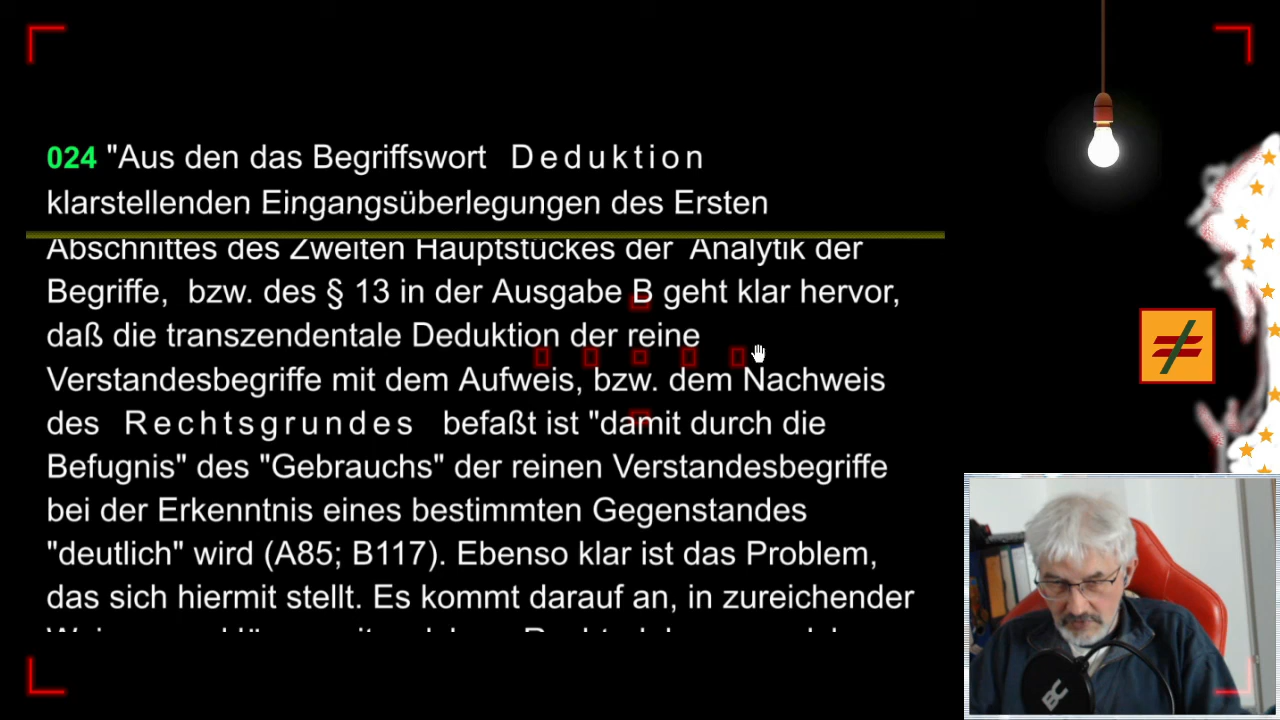 024 "Aus den das Begriffswort D e d u k t i o n
klarstellenden Eingangsüberlegungen des Ersten
Abschnittes des Zweiten Hauptstückes der Analytik der
Begriffe, bzw. des § 13 in der Ausgabe B geht klar hervor,
daß die transzendentale Deduktion der reine
Verstandesbegriffe mit dem Aufweis, bzw. dem Nachweis
des R e c h t s g r u n d e s befaßt ist "damit durch die
Befugnis" des "Gebrauchs" der reinen Verstandesbegriffe
bei der Erkenntnis eines bestimmten Gegenstandes
"deutlich" wird (A85; B117). Ebenso klar ist das Problem,
das sich hiermit stellt. Es kommt darauf an, in zureichender
≠
BC